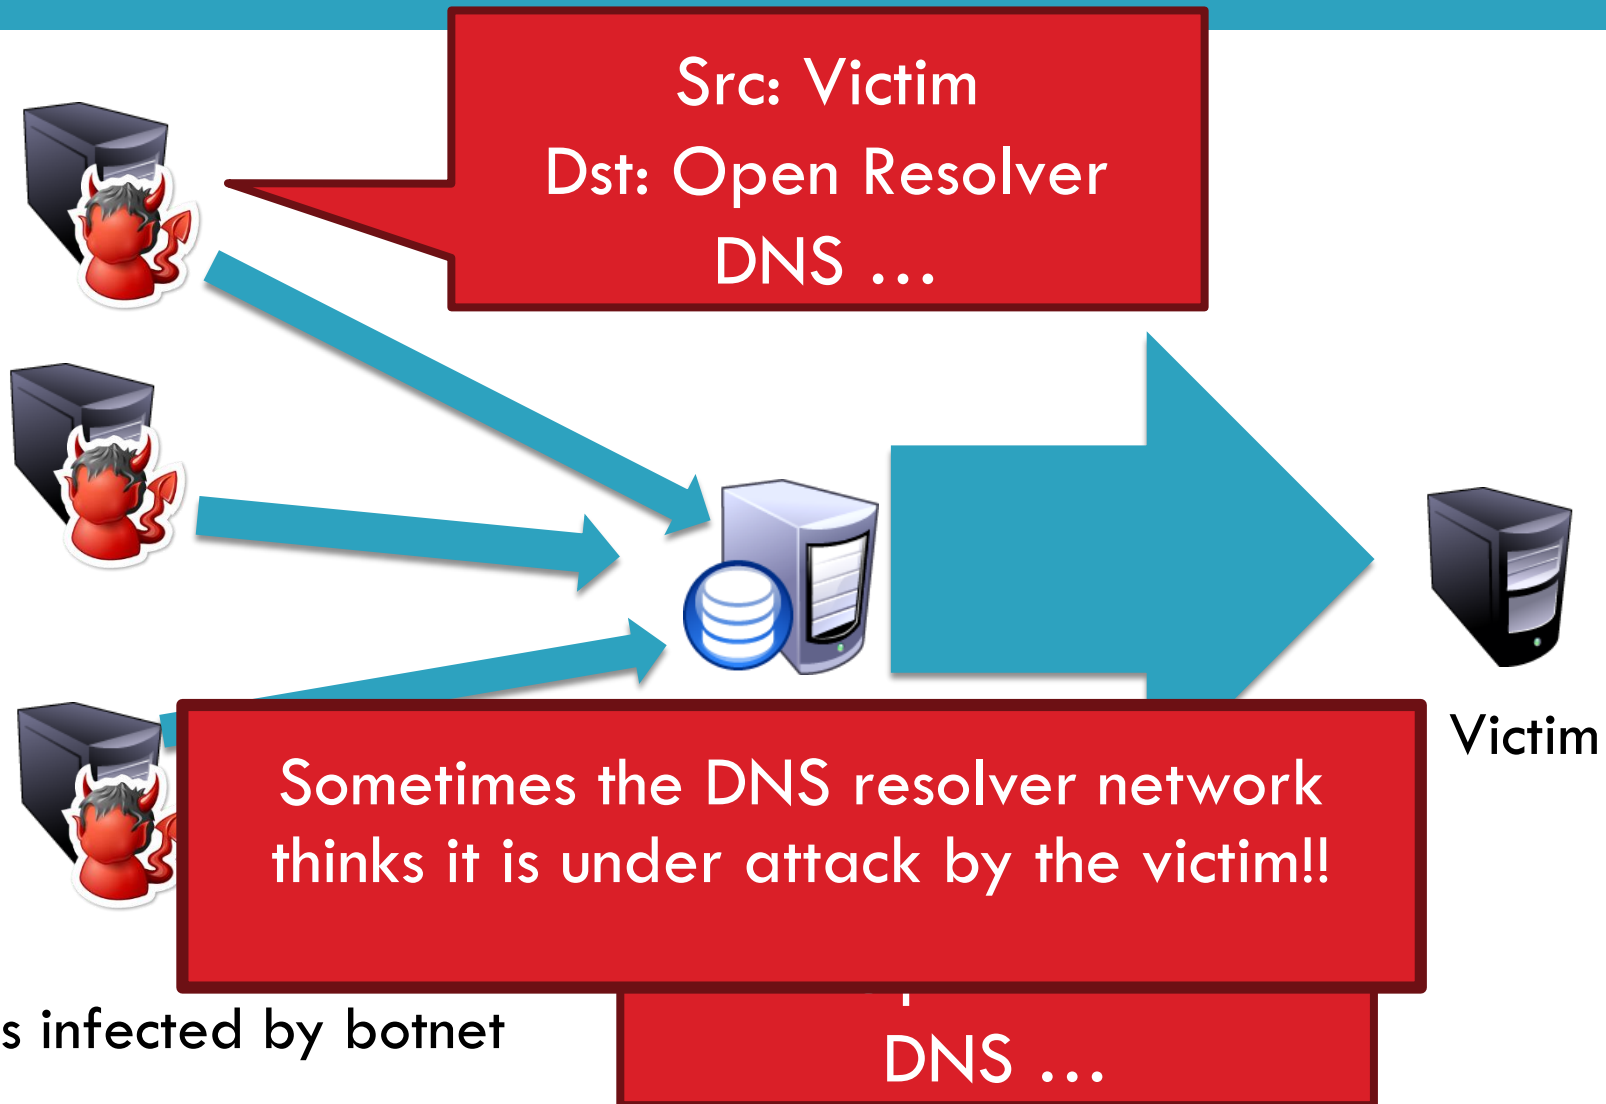 Src: Victim
Dst: Open Resolver
DNS …
Victim
Sometimes the DNS resolver network
thinks it is under attack by the victim!!
s infected by botnet
DNS …